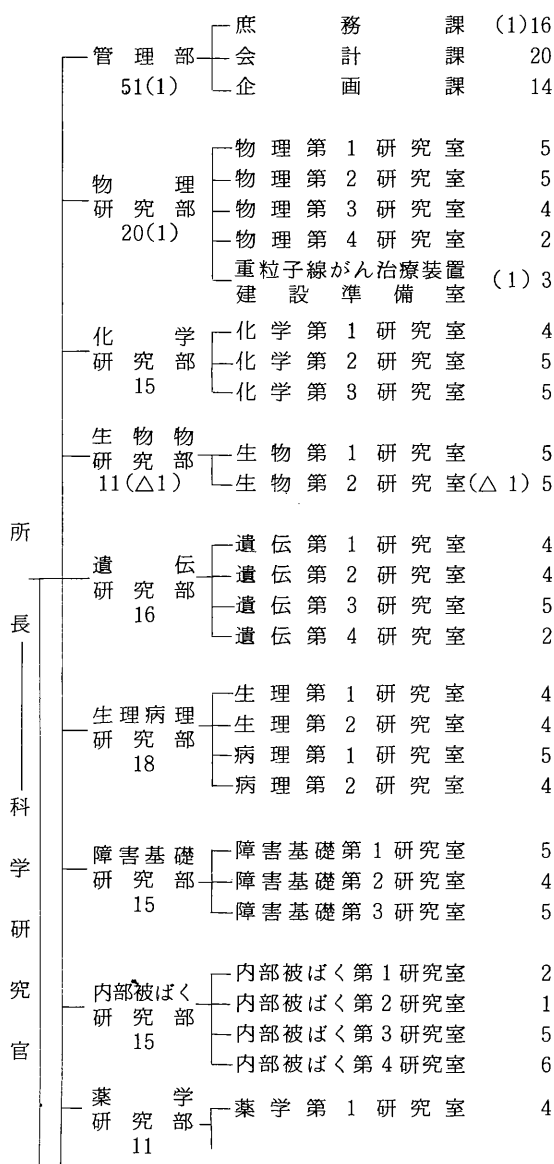 庶務課 (1)16
管理部 会計課 20
51(1) 企画課 14
物理第1研究室 5
物理 物理第2研究室 5
研究部 物理第3研究室 4
20(1) 物理第4研究室 2
重粒子線がん治療装置
建設準備室 (1)3
化学 化学第1研究室 4
研究部 化学第2研究室 5
15 化学第3研究室 5
生物物
研究部 生物第1研究室 5
11(△1) 生物第2研究室(△1)5
遺伝第1研究室 4
遺伝 遺伝第2研究室 4
研究部 遺伝第3研究室 5
16 遺伝第4研究室 2
生理第1研究室 4
生理病理 生理第2研究室 4
研究部 病理第1研究室 5
18 病理第2研究室 4
障害基礎 障害基礎第1研究室 5
研究部 障害基礎第2研究室 4
15 障害基礎第3研究室 5
内部被ばく第1研究室 2
内部被ばく 内部被ばく第2研究室 1
研究部 内部被ばく第3研究室 5
15 内部被ばく第4研究室 6
薬学 薬学第1研究室 4
研究部
11
所長
科学研究官